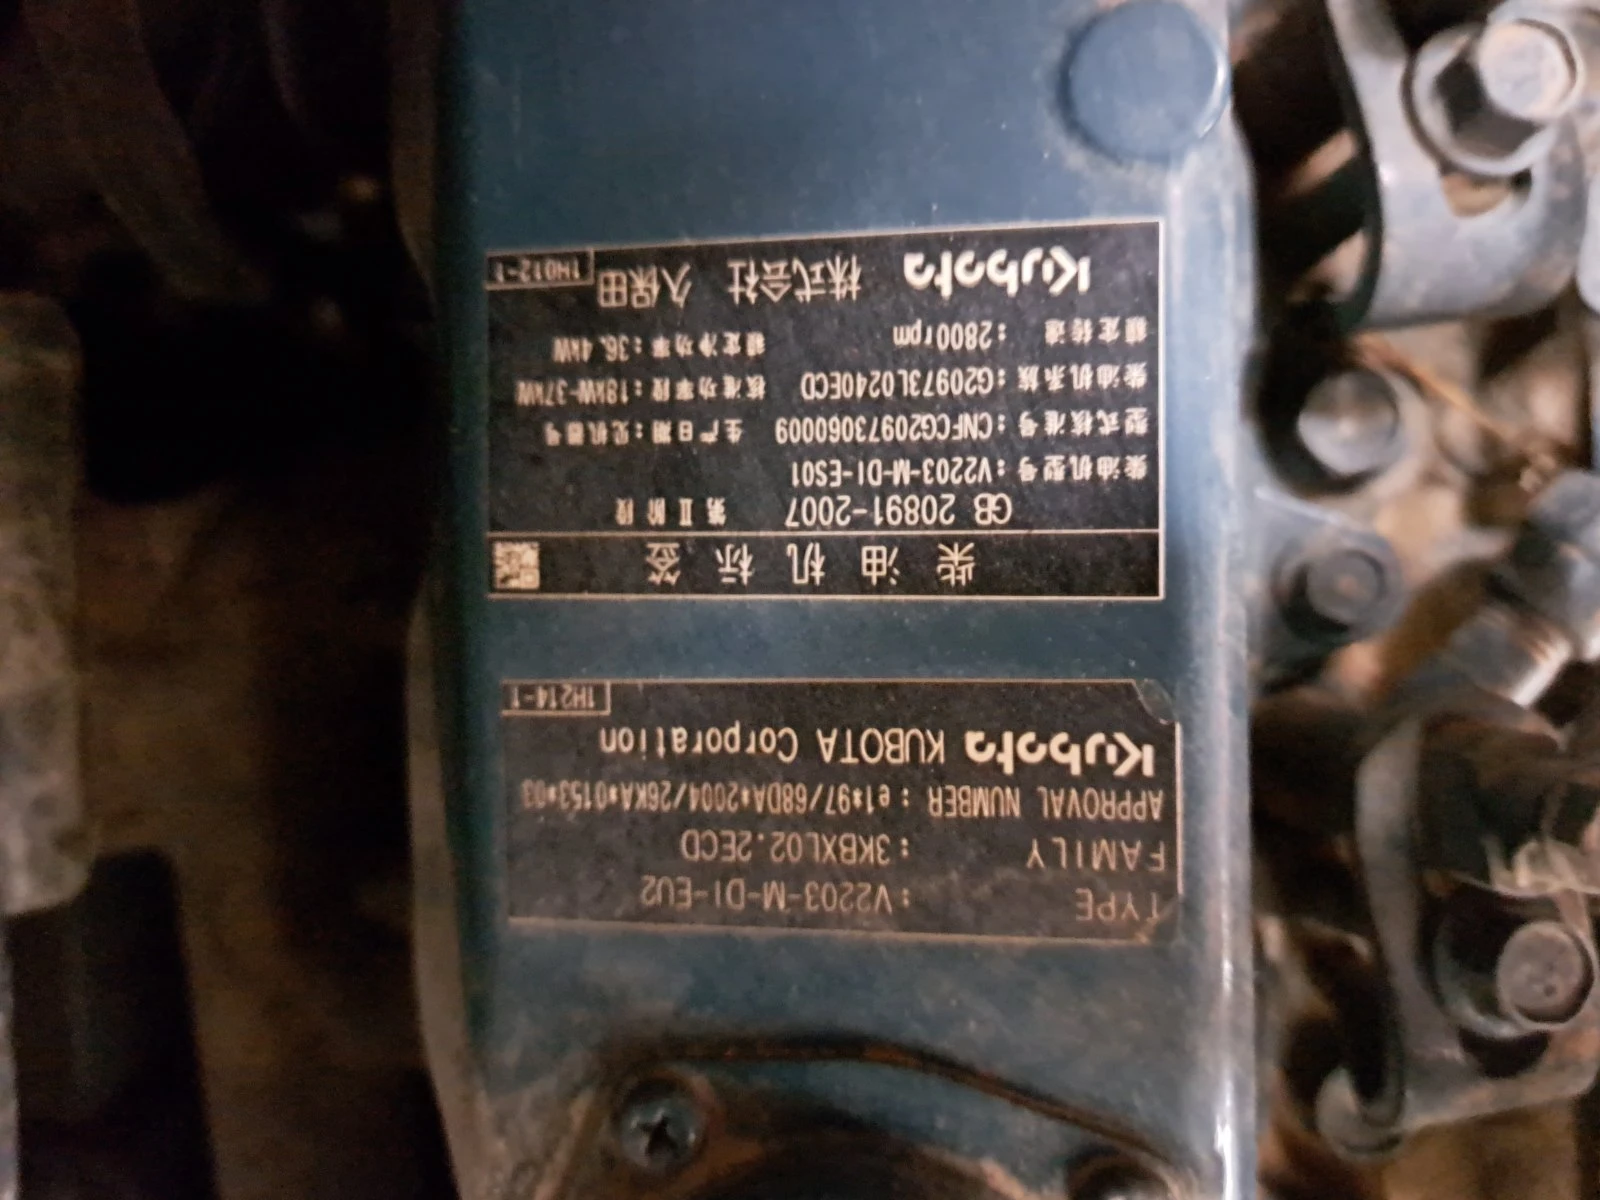 TYPE : V2203-M-DI-EU2
FAMILY : 3KBXL02.2ECD
APPROVAL NUMBER : e1*97/68DA*2004/26KA*0153*03
Kubota KUBOTA Corporation
1H214-1
柴油机标签
GB 20891-2007 第Ⅱ阶段
柴油机型号 : V2203-M-DI-ES01
型式核准号 : CNFCG20973060009 生产日期 : 见机器号
柴油机系族 : G20973L0240ECD 核准功率段 : 18kW-37kW
额定转速 : 2800rpm 额定净功率 : 36.4kW
Kubota 株式会社 久保田
1H012-1